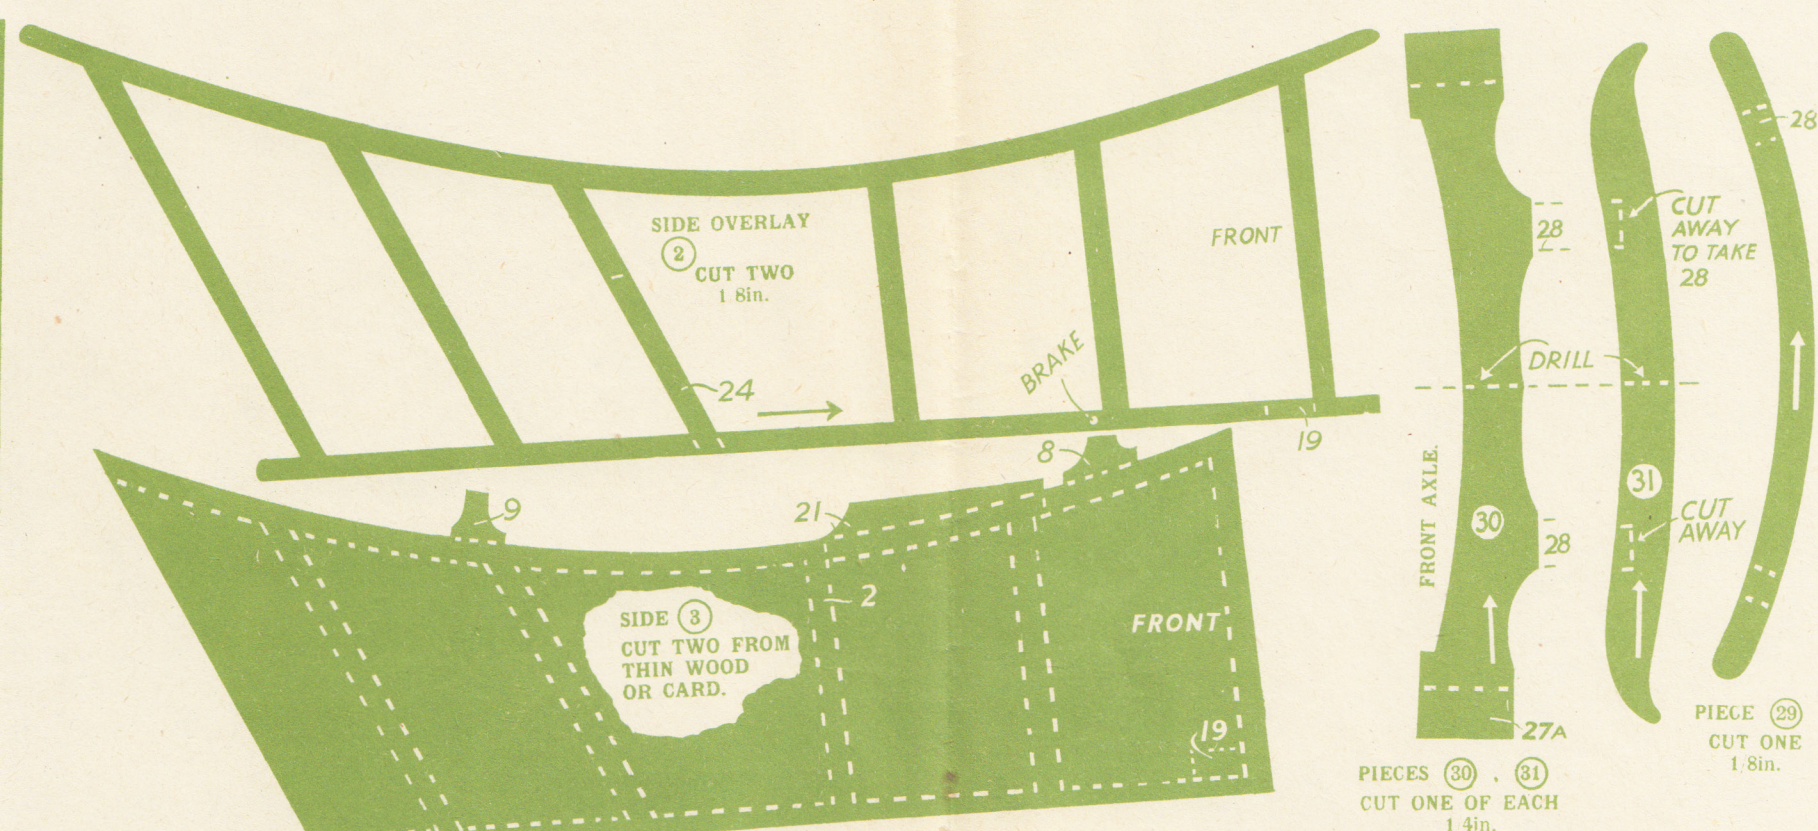 SIDE OVERLAY
2
CUT TWO
1/8in.
FRONT
24
BRAKE
19
8
9
21
2
SIDE 3
CUT TWO FROM
THIN WOOD
OR CARD.
FRONT
19
28
CUT
AWAY
TO TAKE
28
28
DRILL
FRONT AXLE.
30
31
CUT
AWAY
28
27A
PIECES 30 . 31
CUT ONE OF EACH
1/4in.
PIECE 29
CUT ONE
1/8in.